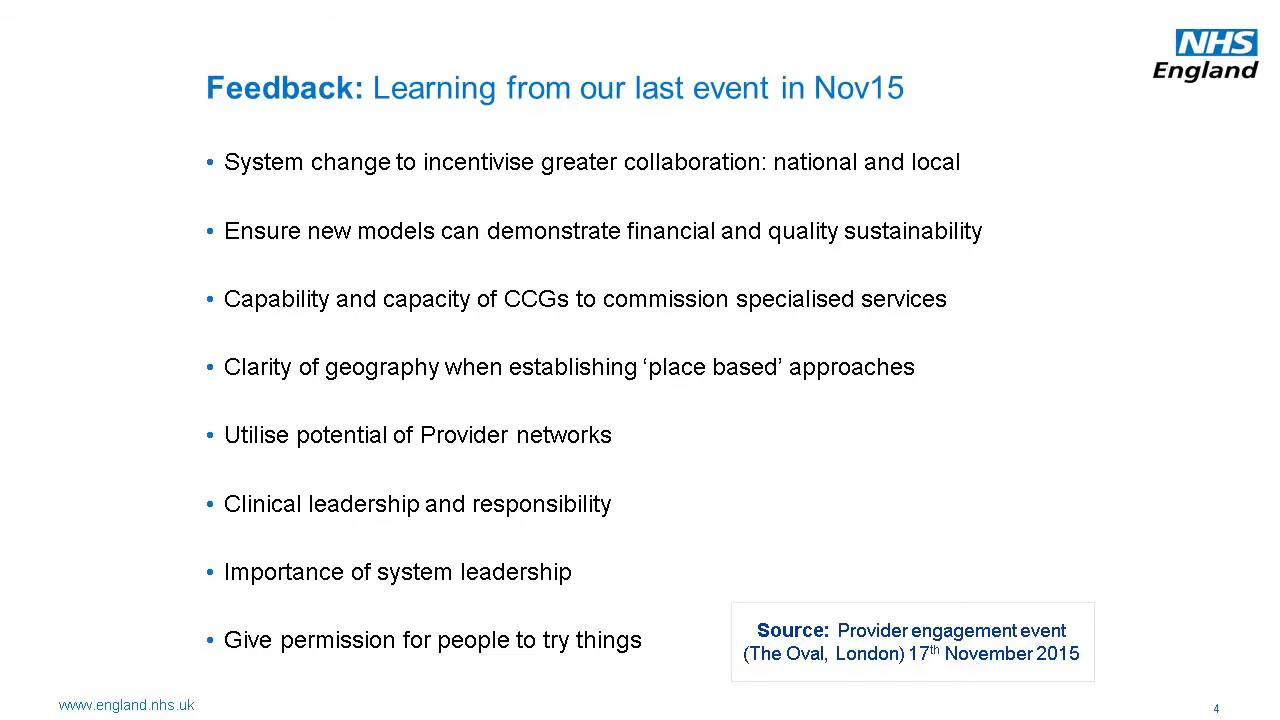 NHS
England
Feedback: Learning from our last event in Nov15
• System change to incentivise greater collaboration: national and local
• Ensure new models can demonstrate financial and quality sustainability
• Capability and capacity of CCGs to commission specialised services
• Clarity of geography when establishing ‘place based’ approaches
• Utilise potential of Provider networks
• Clinical leadership and responsibility
• Importance of system leadership
• Give permission for people to try things
Source: Provider engagement event
(The Oval, London) 17th November 2015
www.england.nhs.uk
4